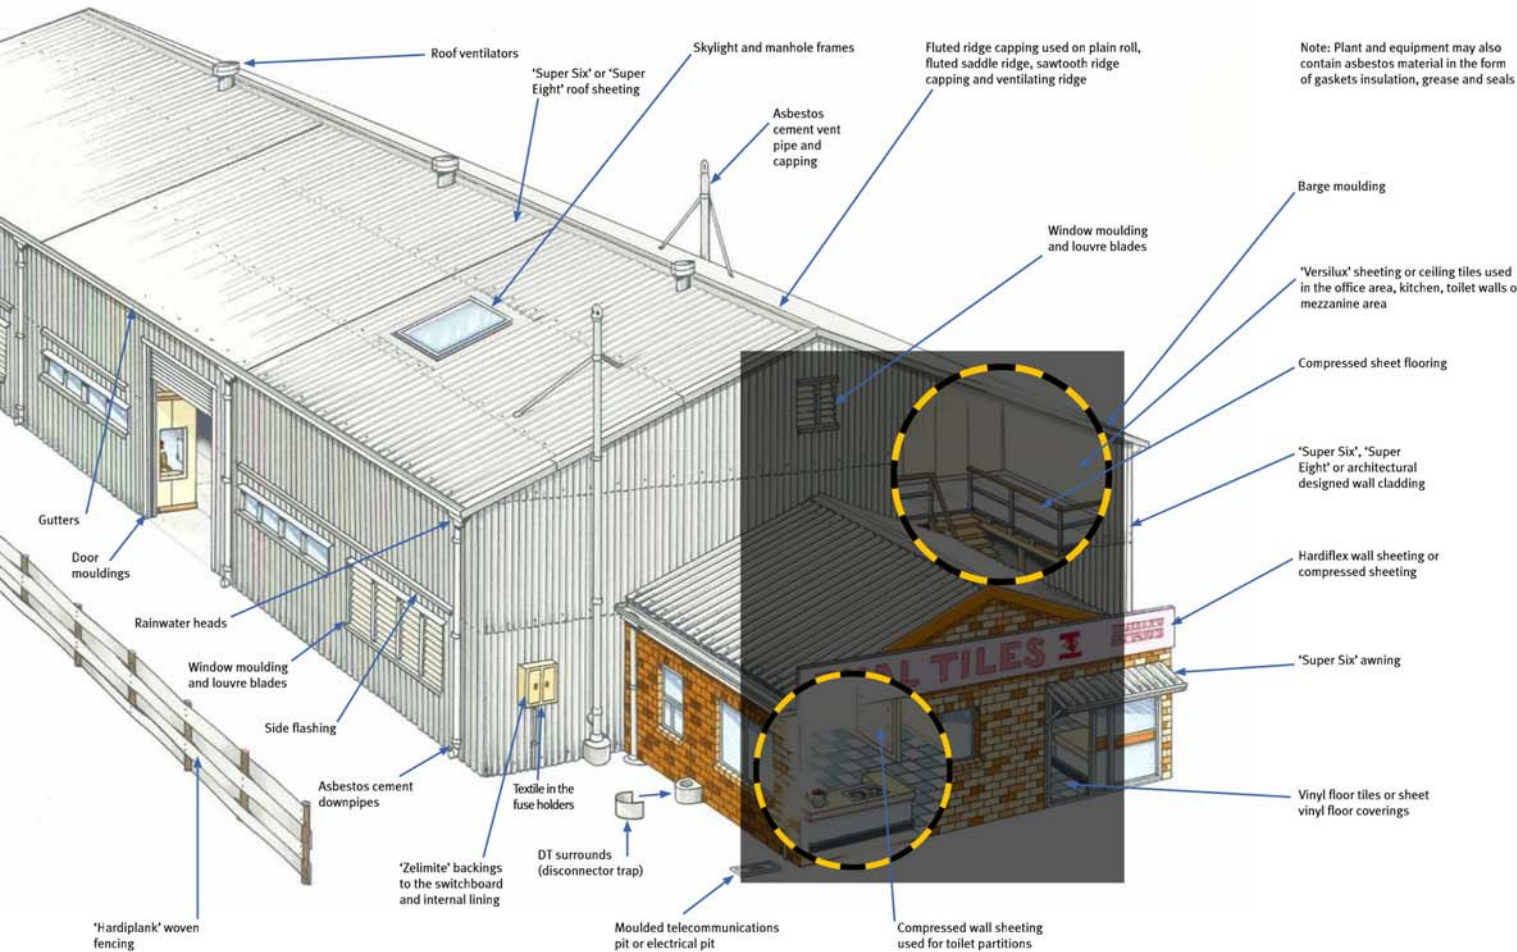 Roof ventilators
'Super Six' or 'Super
Eight' roof sheeting
Skylight and manhole frames
Asbestos
cement vent
pipe and
capping
Fluted ridge capping used on plain roll,
fluted saddle ridge, sawtooth ridge
capping and ventilating ridge
Note: Plant and equipment may also
contain asbestos material in the form
of gaskets insulation, grease and seals
Barge moulding
Window moulding
and louvre blades
'Versilux' sheeting or ceiling tiles used
in the office area, kitchen, toilet walls o
mezzanine area
Compressed sheet flooring
'Super Six', 'Super
Eight' or architectural
designed wall cladding
Gutters
Door
mouldings
Hardiflex wall sheeting or
compressed sheeting
Rainwater heads
Window moulding
and louvre blades
AL TILES
'Super Six' awning
Side flashing
Asbestos cement
downpipes
Textile in the
fuse holders
Vinyl floor tiles or sheet
vinyl floor coverings
'Zelimite' backings
to the switchboard
and internal lining
DT surrounds
(disconnector trap)
'Hardiplank' woven
fencing
Moulded telecommunications
pit or electrical pit
Compressed wall sheeting
used for toilet partitions